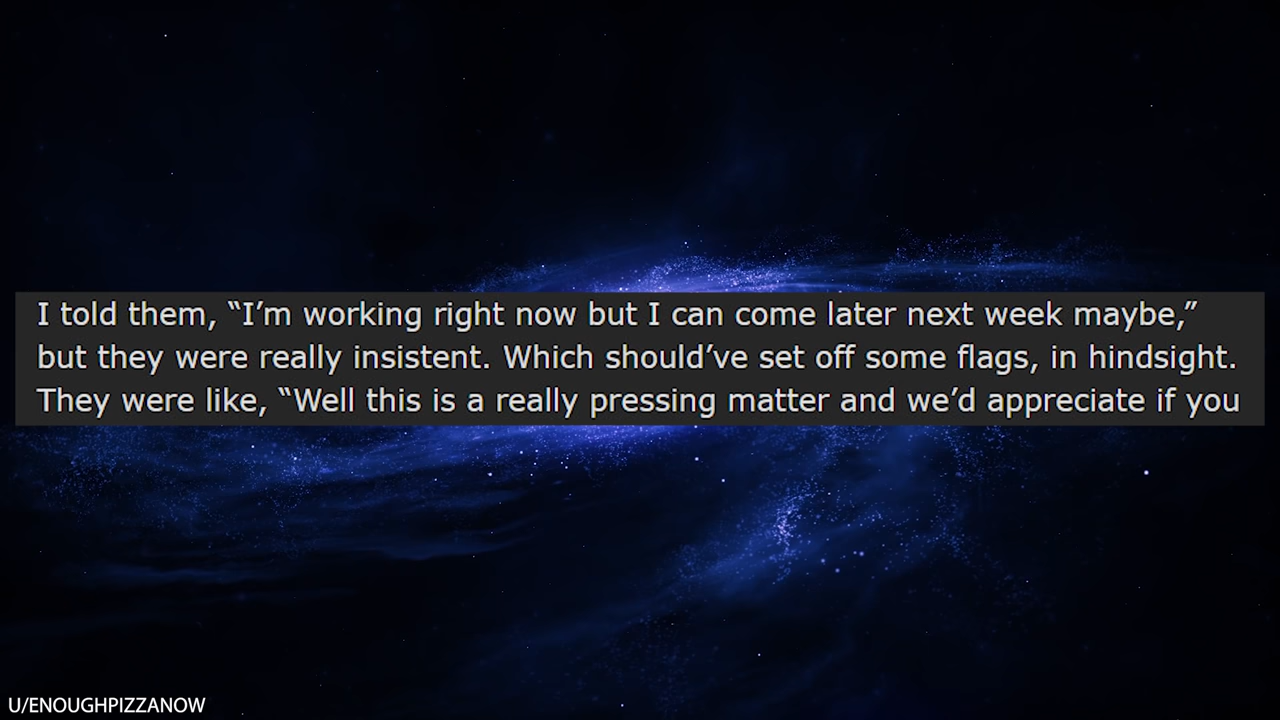 I told them, “I’m working right now but I can come later next week maybe,”
but they were really insistent. Which should’ve set off some flags, in hindsight.
They were like, “Well this is a really pressing matter and we’d appreciate if you
U/ENOUGHPIZZANOW